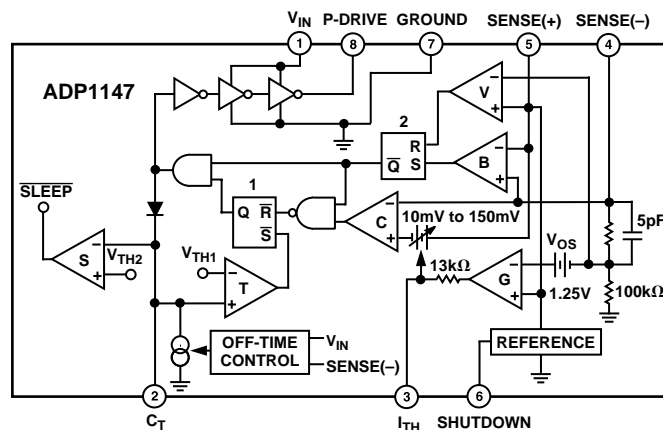 V_IN P-DRIVE GROUND SENSE(+) SENSE(–)
1 8 7 5 4
ADP1147
V
–
+
2
R
Q̅ S
B
–
+
SLEEP̅
1
Q R̅
S̅
C
–
+
10mV to 150mV
5pF
V_OS
S
–
+
V_TH2
V_TH1
T
–
+
13kΩ
G
–
+
1.25V
100kΩ
OFF-TIME
CONTROL
V_IN
SENSE(–)
REFERENCE
2 3 6
C_T I_TH SHUTDOWN